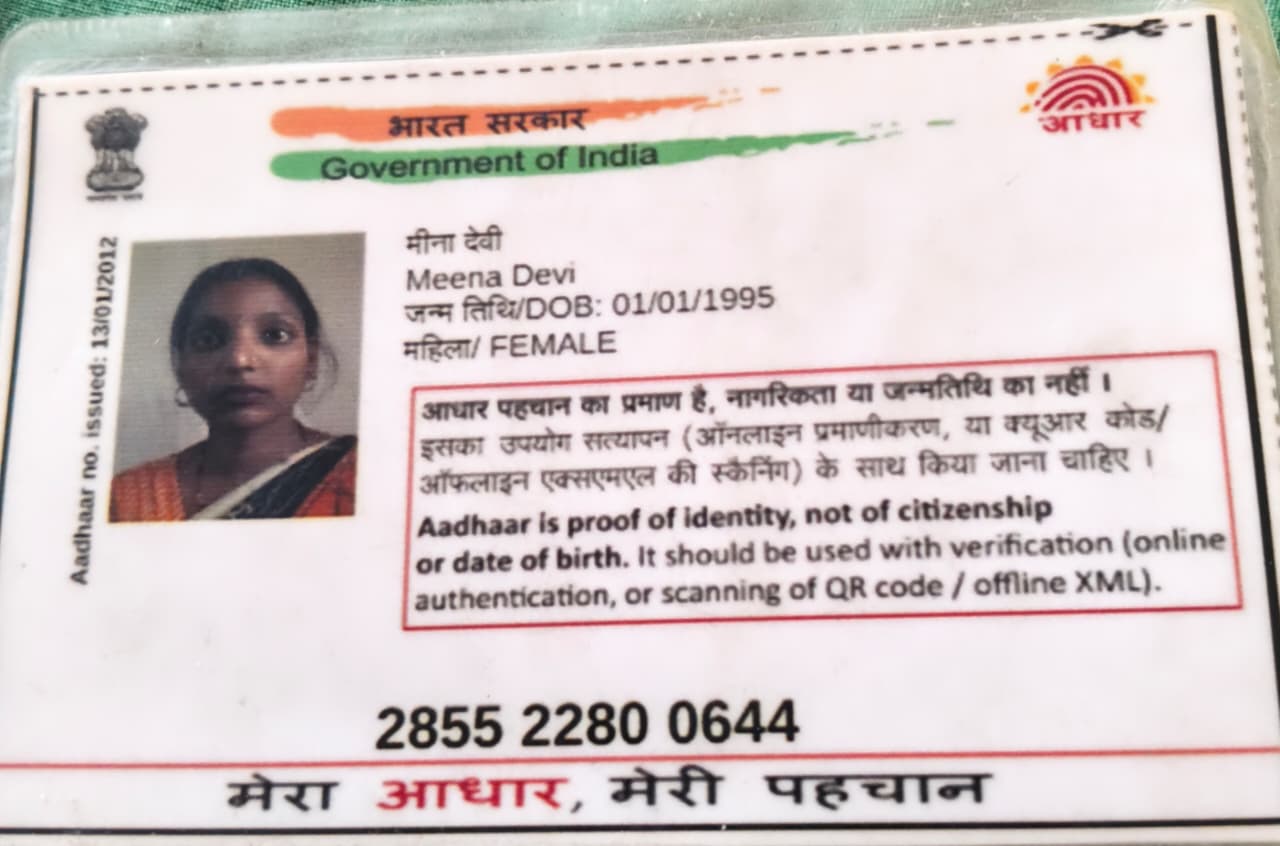 भारत सरकार
Government of India
आधार
Aadhaar no. issued: 13/01/2012
मीना देवी
Meena Devi
जन्म तिथि/DOB: 01/01/1995
महिला/ FEMALE
आधार पहचान का प्रमाण है, नागरिकता या जन्मतिथि का नहीं ।
इसका उपयोग सत्यापन (ऑनलाइन प्रमाणीकरण, या क्यूआर कोड/
ऑफलाइन एक्सएमएल की स्कैनिंग) के साथ किया जाना चाहिए ।
Aadhaar is proof of identity, not of citizenship
or date of birth. It should be used with verification (online
authentication, or scanning of QR code / offline XML).
2855 2280 0644
मेरा आधार, मेरी पहचान